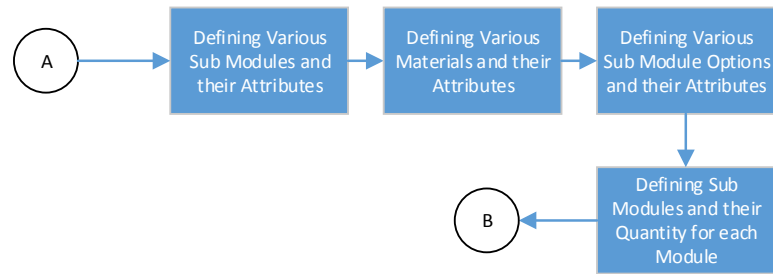 A
Defining Various
Sub Modules and
their Attributes
Defining Various
Materials and their
Attributes
Defining Various
Sub Module Options
and their Attributes
Defining Sub
Modules and their
Quantity for each
Module
B